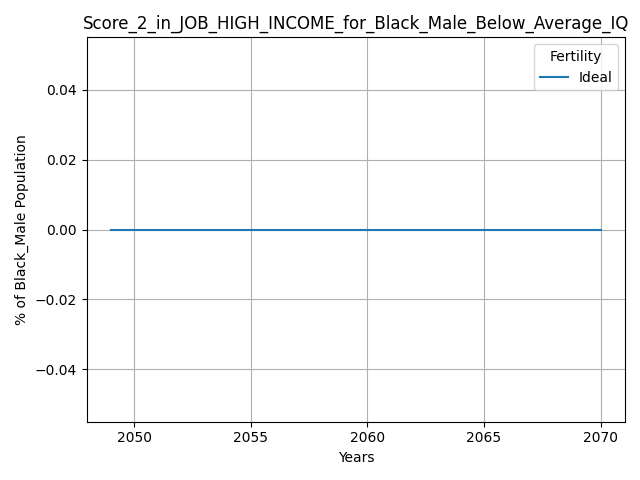 Score_2_in_JOB_HIGH_INCOME_for_Black_Male_Below_Average_IQ
Fertility
Ideal
% of Black_Male Population
0.04
0.02
0.00
−0.02
−0.04
2050 2055 2060 2065 2070
Years